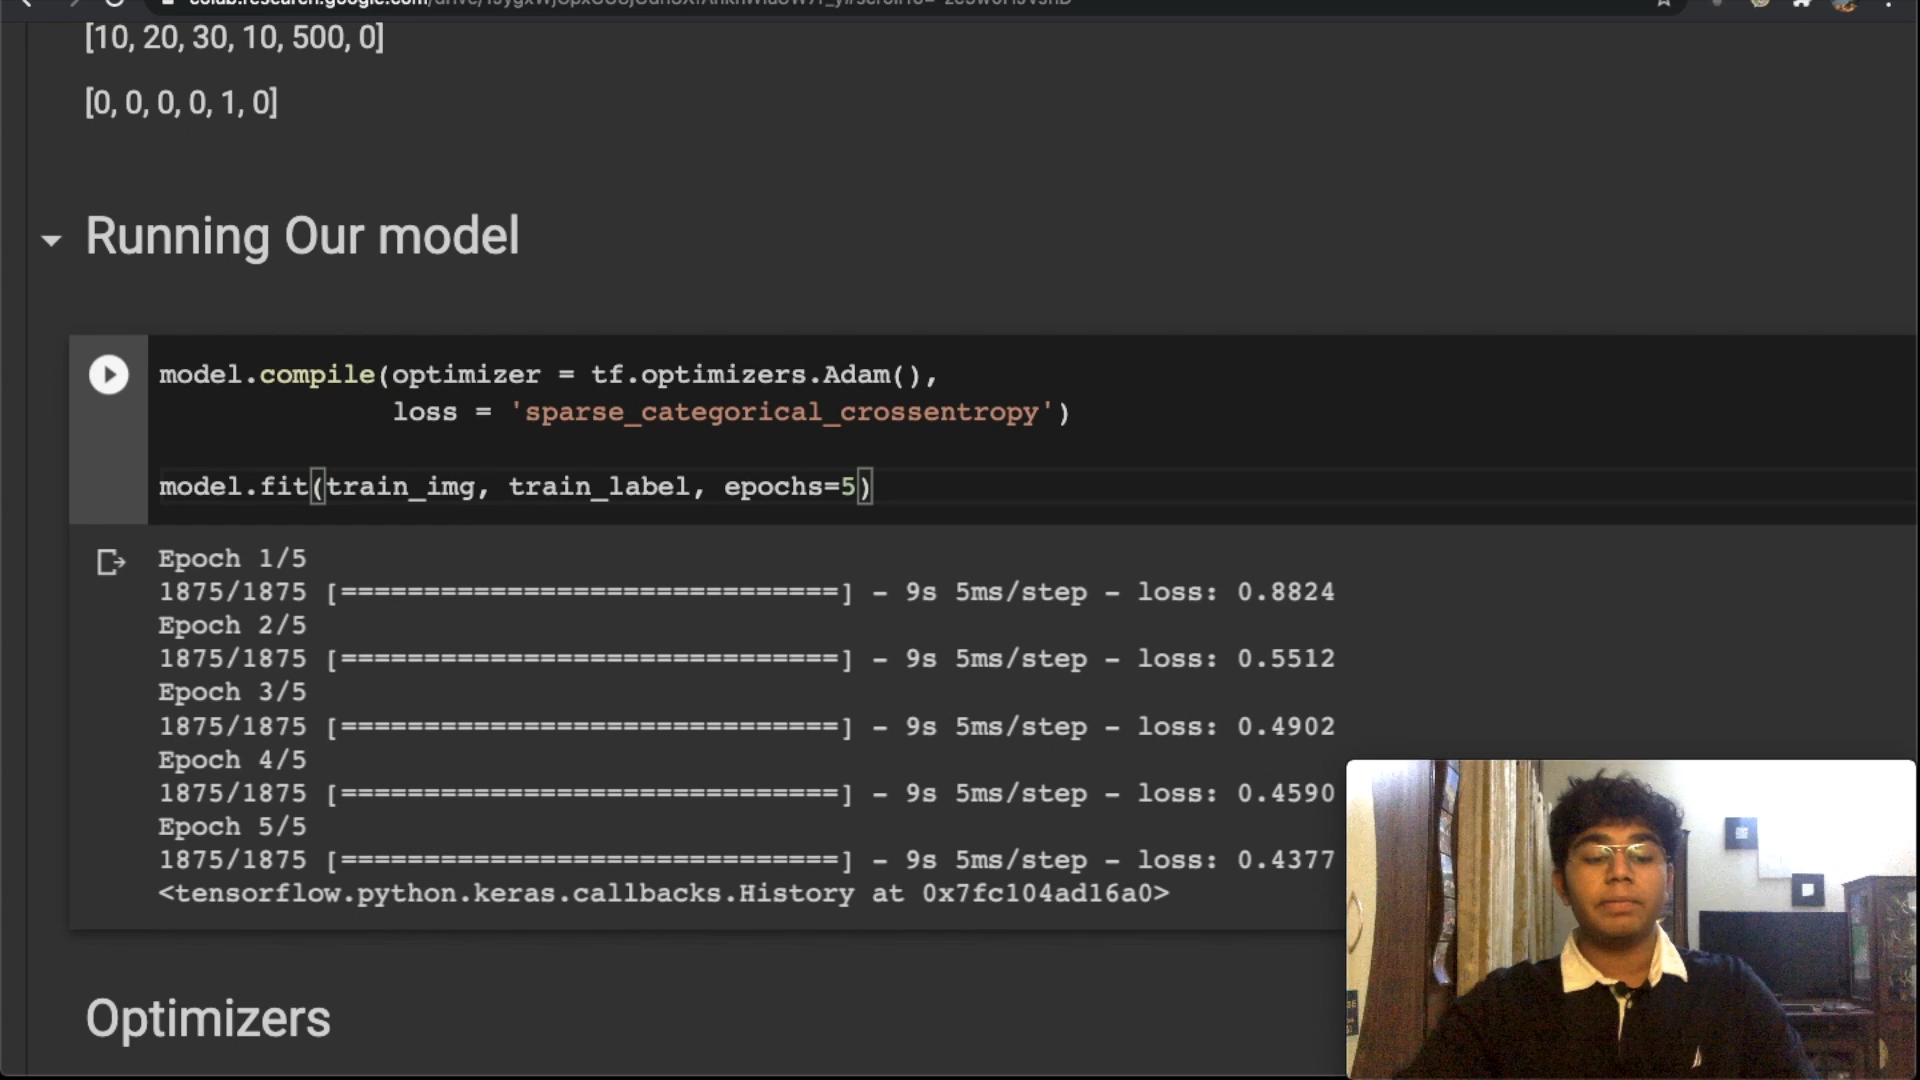 [10, 20, 30, 10, 500, 0]
[0, 0, 0, 0, 1, 0]
Running Our model
model.compile(optimizer = tf.optimizers.Adam(),
loss = 'sparse_categorical_crossentropy')
model.fit(train_img, train_label, epochs=5)
Epoch 1/5
1875/1875 [==============================] - 9s 5ms/step - loss: 0.8824
Epoch 2/5
1875/1875 [==============================] - 9s 5ms/step - loss: 0.5512
Epoch 3/5
1875/1875 [==============================] - 9s 5ms/step - loss: 0.4902
Epoch 4/5
1875/1875 [==============================] - 9s 5ms/step - loss: 0.4590
Epoch 5/5
1875/1875 [==============================] - 9s 5ms/step - loss: 0.4377
<tensorflow.python.keras.callbacks.History at 0x7fc104ad16a0>
Optimizers